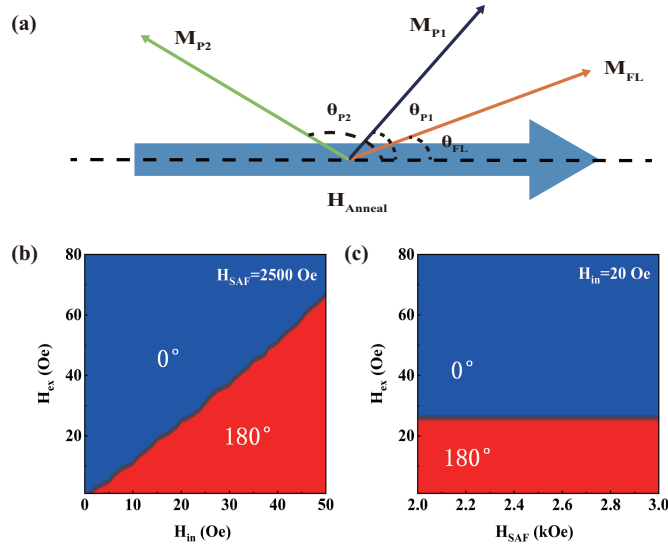 (a)
M_P2
M_P1
M_FL
θ_P2
θ_P1
θ_FL
H_Anneal
(b)
H_SAF=2500 Oe
0°
180°
H_ex (Oe)
80
60
40
20
0
10
20
30
40
50
H_in (Oe)
(c)
H_in=20 Oe
0°
180°
H_ex (Oe)
80
60
40
20
2.0
2.2
2.4
2.6
2.8
3.0
H_SAF (kOe)